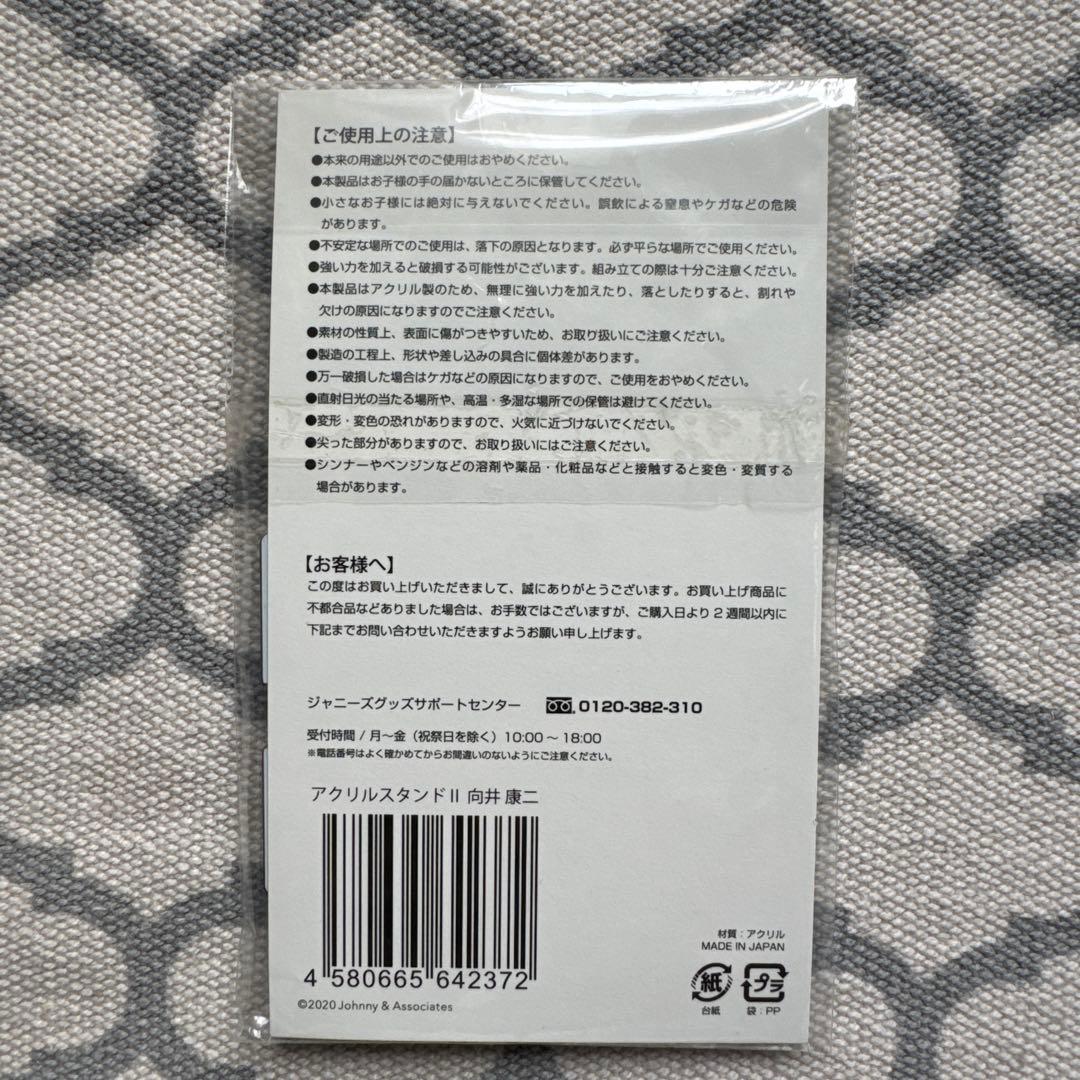 【ご使用上の注意】
●本来の用途以外でのご使用はおやめください。
●本製品はお子様の手の届かないところに保管してください。
●小さなお子様には絶対に与えないでください。誤飲による窒息やケガなどの危険
があります。
●不安定な場所でのご使用は、落下の原因となります。必ず平らな場所でご使用ください。
●強い力を加えると破損する可能性がございます。組み立ての際は十分ご注意ください。
●本製品はアクリル製のため、無理に強い力を加えたり、落としたりすると、割れや
欠けの原因になりますのでご注意ください。
●素材の性質上、表面に傷がつきやすいため、お取り扱いにご注意ください。
●製造の工程上、形状や差し込みの具合に個体差があります。
●万一破損した場合はケガなどの原因になりますので、ご使用をおやめください。
●直射日光の当たる場所や、高温・多湿な場所での保管は避けてください。
●変形・変色の恐れがありますので、火気に近づけないでください。
●尖った部分がありますので、お取り扱いにはご注意ください。
●シンナーやベンジンなどの溶剤や薬品・化粧品などと接触すると変色・変質する
場合があります。
【お客様へ】
この度はお買い上げいただきまして、誠にありがとうございます。お買い上げ商品に
不都合品などありました場合は、お手数ではございますが、ご購入日より2週間以内に
下記までお問い合わせいただきますようお願い申し上げます。
ジャニーズグッズサポートセンター 0120-382-310
受付時間 / 月〜金（祝祭日を除く）10:00〜18:00
※電話番号はよく確かめてからお間違いのないようにご注意ください。
アクリルスタンドII 向井 康二
4 580665 642372
©2020 Johnny & Associates
材質：アクリル
MADE IN JAPAN
紙 プラ
台紙 袋：PP